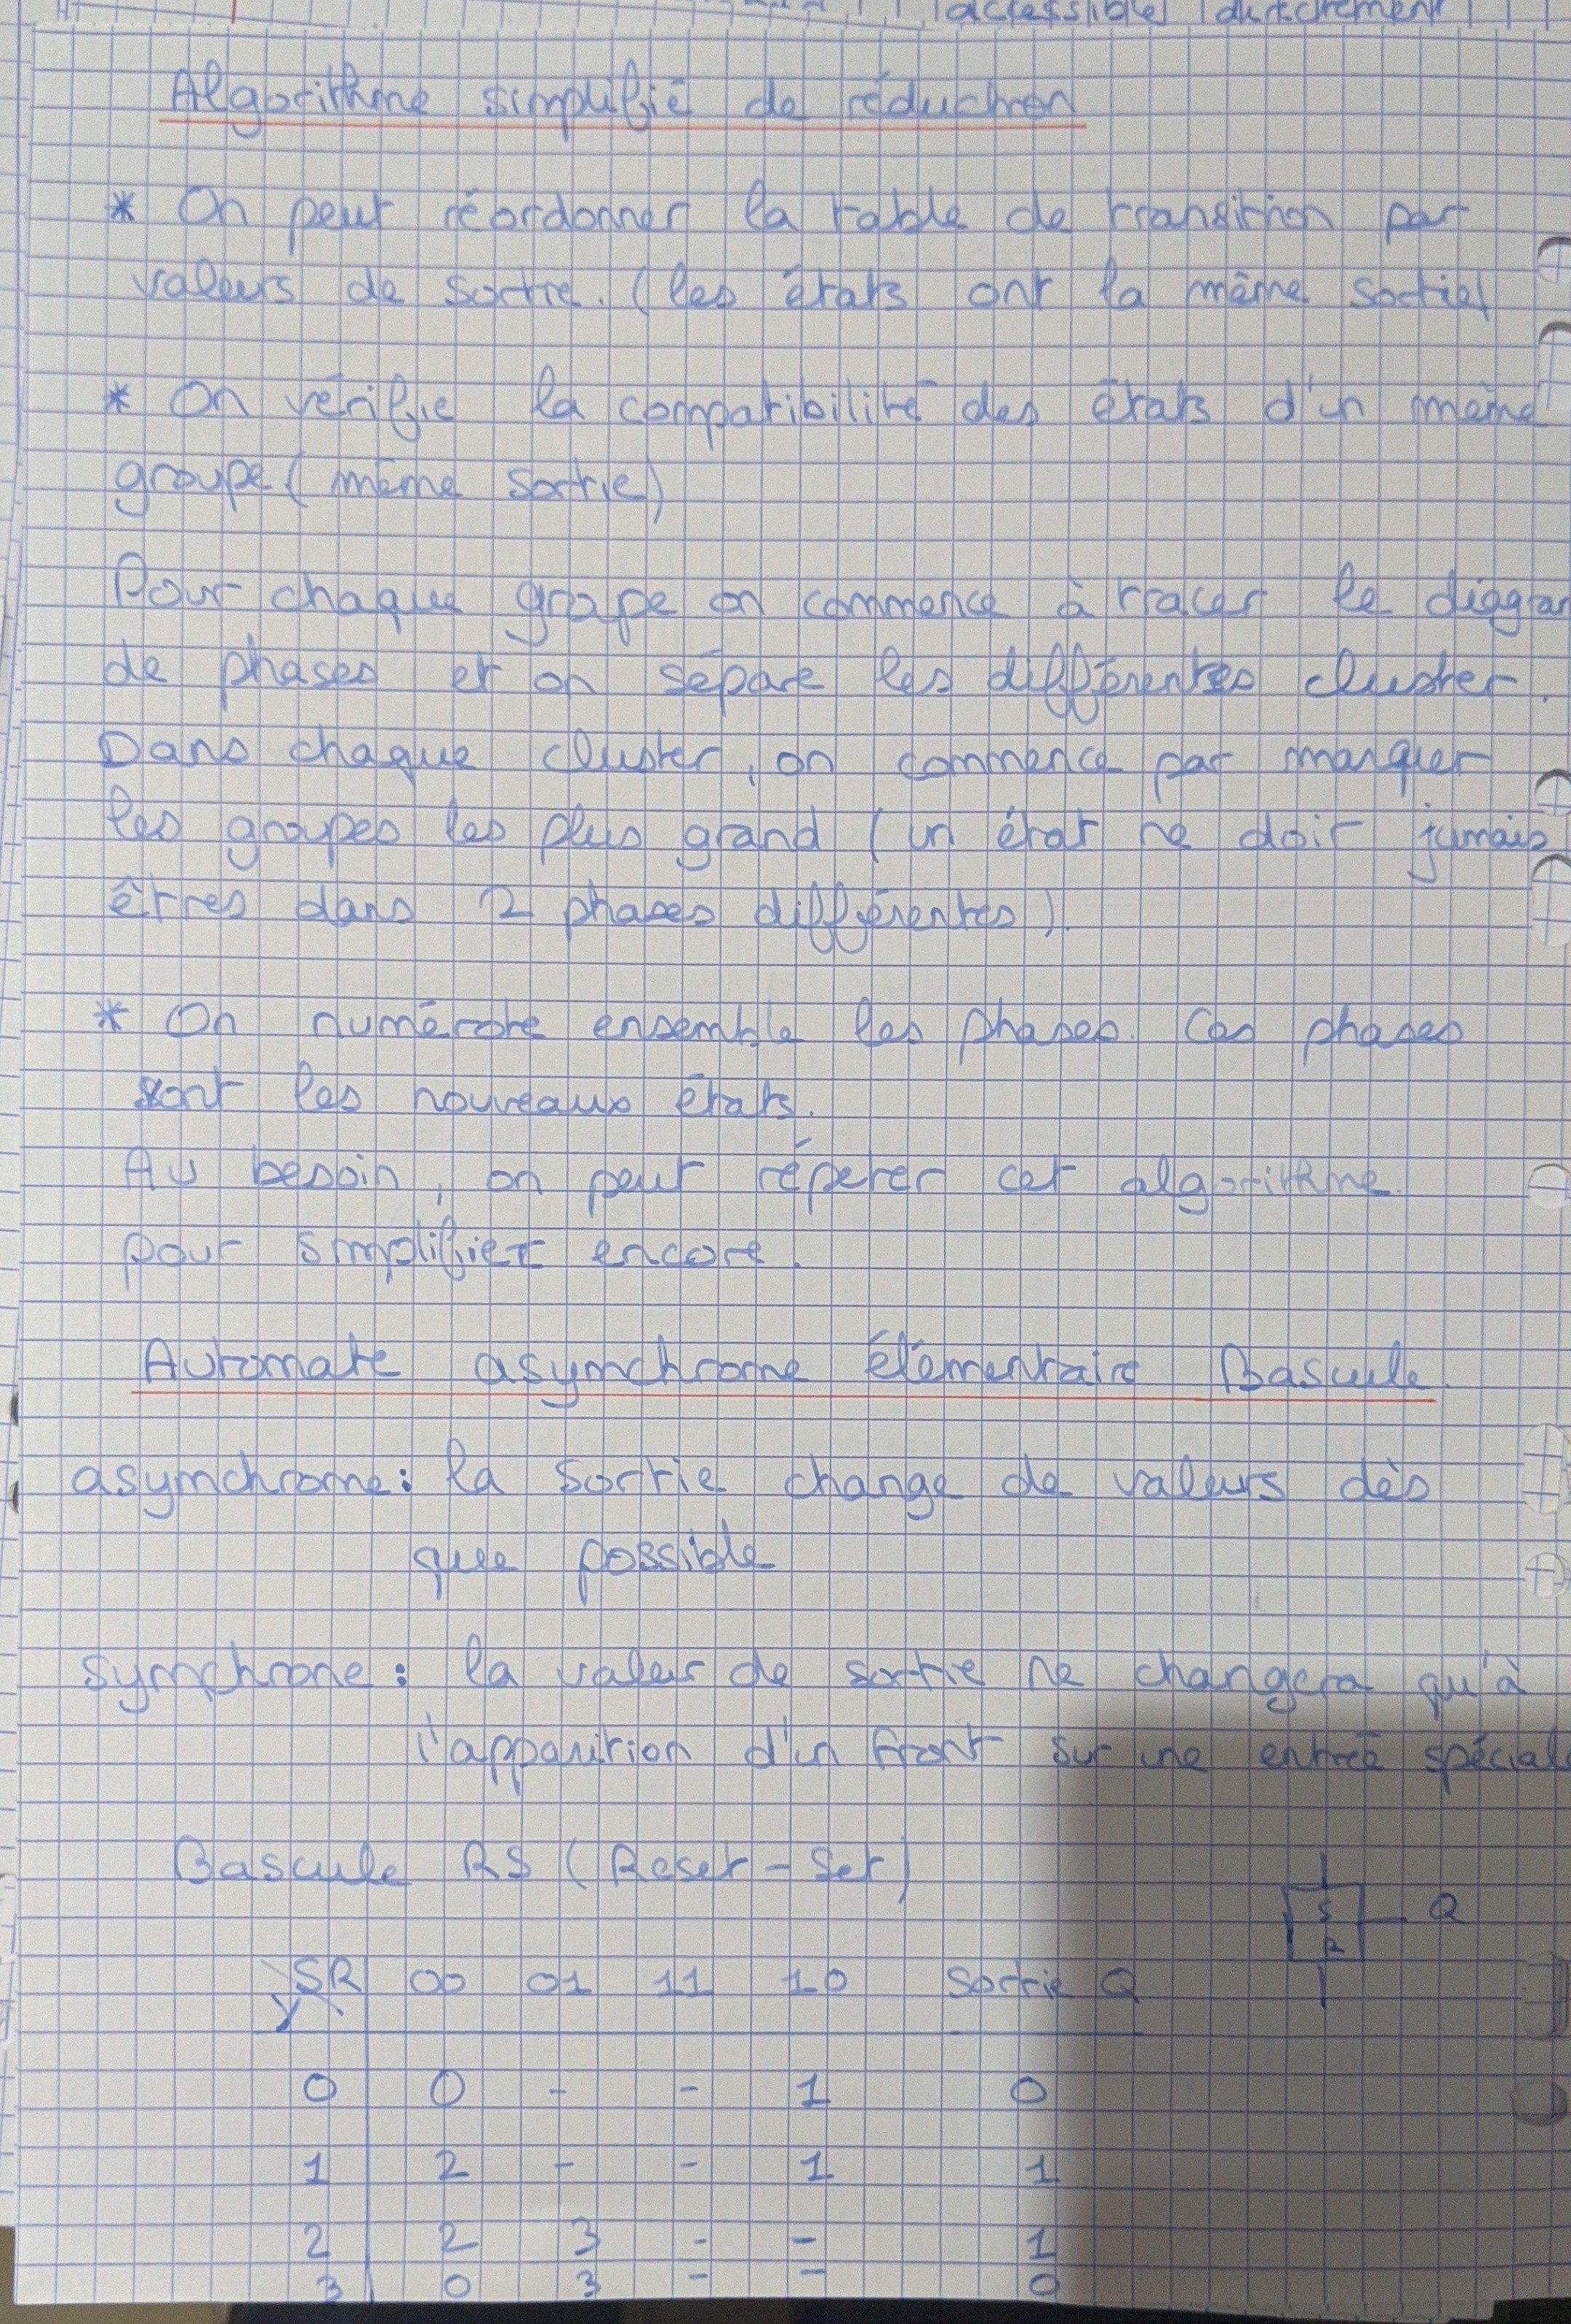 accessible directement
Algorithme simplifié de réduction
* On peut réordonner la table de transition par
valeurs de sortie. (les états ont la même sortie)
* On vérifie la compatibilité des états d'un même
groupe (même sortie)
Pour chaque groupe on commence à tracer le diagram
de phases et on sépare les différentes cluster.
Dans chaque cluster, on commence par marquer
les groupes les plus grand (un état ne doit jamais
êtres dans 2 phases différentes).
* On numérote ensemble les phases. Ces phases
sont les nouveaux états.
Au besoin, on peut répeter cet algorithme.
pour simplifier encore.
Automate asymchrome élémentaire Bascule.
asymchrome: la sortie change de valeurs dès
que possible
symchrone: la valeur de sortie ne changera qu'à
l'apparition d'un front sur une entrée spécial
Bascule RS (Reset - Set)
S
R
Q
SR 00 01 11 10 Sortie Q
y
0 0 - - 1 0
1 2 - - 1 1
2 2 3 - - 1
3 0 3 - - 0